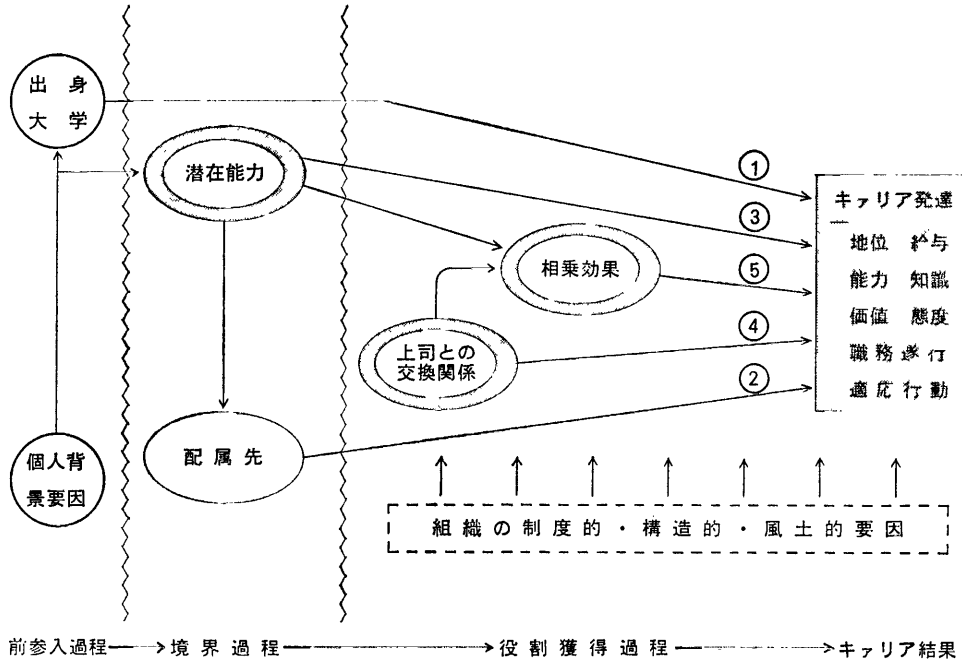 出身
大学
潜在能力
個人背
景要因
配属先
相乗効果
上司との
交換関係
①
③
⑤
④
②
キャリア発達
地位 給与
能力 知識
価値 態度
職務遂行
適応行動
組織の制度的・構造的・風土的要因
前参入過程 境界過程 役割獲得過程 キャリア結果